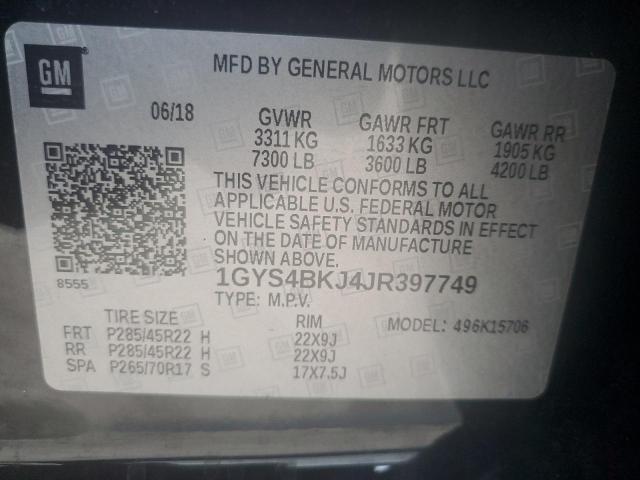 GM
MFD BY GENERAL MOTORS LLC
06/18
GVWR GAWR FRT GAWR RR
3311 KG 1633 KG 1905 KG
7300 LB 3600 LB 4200 LB
THIS VEHICLE CONFORMS TO ALL
APPLICABLE U.S. FEDERAL MOTOR
VEHICLE SAFETY STANDARDS IN EFFECT
ON THE DATE OF MANUFACTURE
SHOWN ABOVE.
8555
1GYS4BKJ4JR397749
TYPE: M.P.V.
TIRE SIZE RIM MODEL: 496K15706
FRT P285/45R22 H 22X9J
RR P285/45R22 H 22X9J
SPA P265/70R17 S 17X7.5J